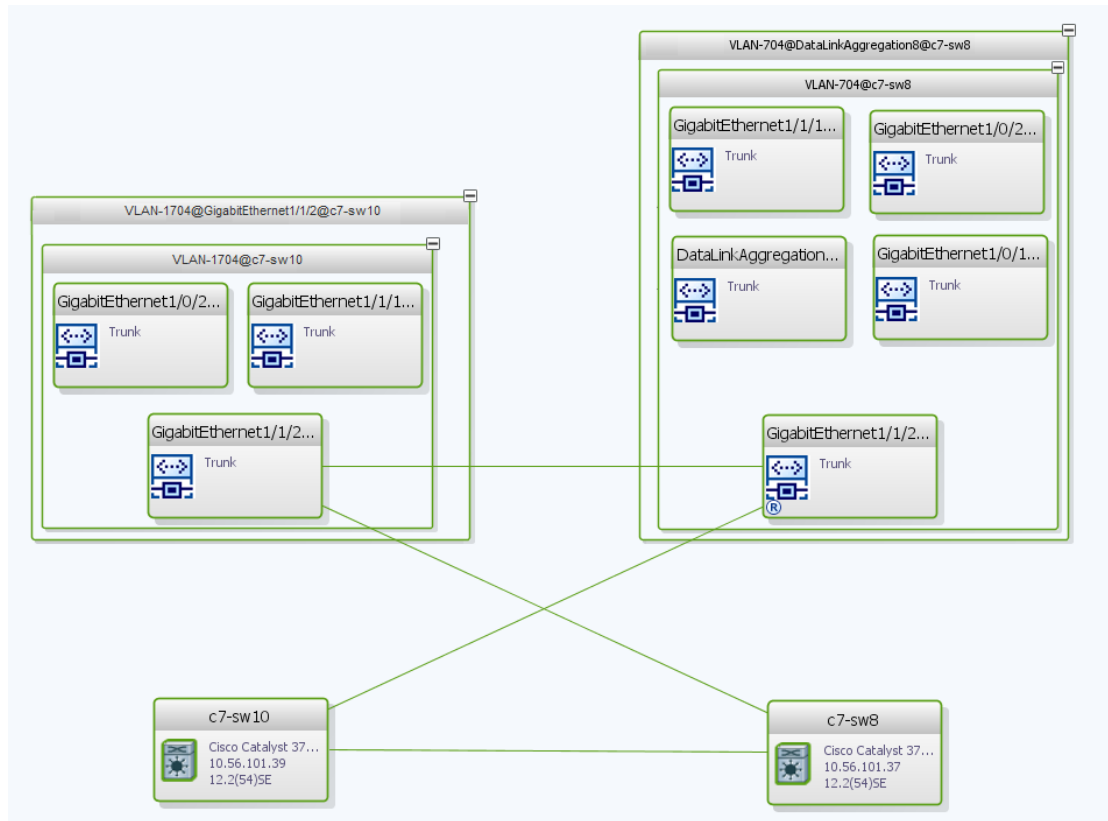 VLAN-704@DataLinkAggregation8@c7-sw8
VLAN-704@c7-sw8
GigabitEthernet1/1/1...
Trunk
GigabitEthernet1/0/2...
Trunk
DataLinkAggregation...
Trunk
GigabitEthernet1/0/1...
Trunk
GigabitEthernet1/1/2...
Trunk
R
VLAN-1704@GigabitEthernet1/1/2@c7-sw10
VLAN-1704@c7-sw10
GigabitEthernet1/0/2...
Trunk
GigabitEthernet1/1/1...
Trunk
GigabitEthernet1/1/2...
Trunk
c7-sw10
Cisco Catalyst 37...
10.56.101.39
12.2(54)SE
c7-sw8
Cisco Catalyst 37...
10.56.101.37
12.2(54)SE